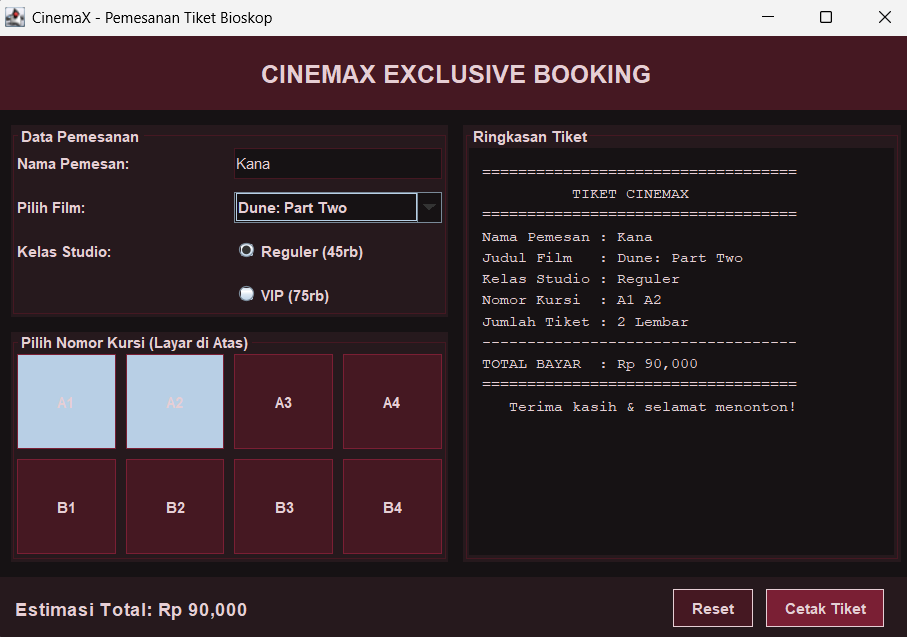 CinemaX - Pemesanan Tiket Bioskop
CINEMAX EXCLUSIVE BOOKING
Data Pemesanan
Nama Pemesan: Kana
Pilih Film: Dune: Part Two
Kelas Studio: Reguler (45rb)
VIP (75rb)
Pilih Nomor Kursi (Layar di Atas)
A1 A2 A3 A4
B1 B2 B3 B4
Ringkasan Tiket
===================================
TIKET CINEMAX
===================================
Nama Pemesan : Kana
Judul Film   : Dune: Part Two
Kelas Studio : Reguler
Nomor Kursi  : A1 A2
Jumlah Tiket : 2 Lembar
-----------------------------------
TOTAL BAYAR  : Rp 90,000
===================================
Terima kasih & selamat menonton!
Estimasi Total: Rp 90,000
Reset Cetak Tiket